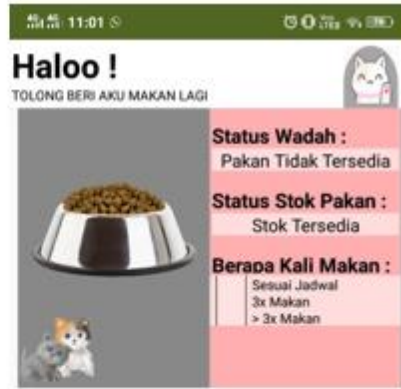 11:01
Haloo !
TOLONG BERI AKU MAKAN LAGI
Status Wadah :
Pakan Tidak Tersedia
Status Stok Pakan :
Stok Tersedia
Berapa Kali Makan :
Sesuai Jadwal
3x Makan
> 3x Makan